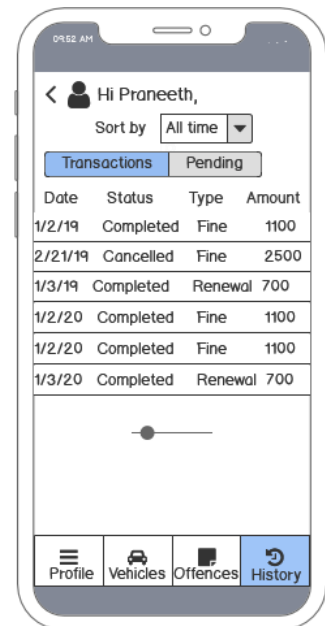 09:52 AM
Hi Praneeth,
Sort by All time
Transactions Pending
Date Status Type Amount
1/2/19 Completed Fine 1100
2/21/19 Cancelled Fine 2500
1/3/19 Completed Renewal 700
1/2/20 Completed Fine 1100
1/2/20 Completed Fine 1100
1/3/20 Completed Renewal 700
Profile Vehicles Offences History